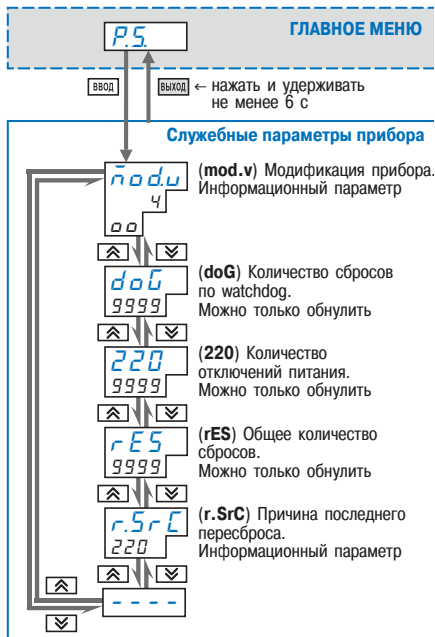 P.S.
ГЛАВНОЕ МЕНЮ
ВВОД
ВЫХОД ← нажать и удерживать
не менее 6 с
Служебные параметры прибора
mod.v
4
oo
(mod.v) Модификация прибора.
Информационный параметр
doG
9999
(doG) Количество сбросов
по watchdog.
Можно только обнулить
220
9999
(220) Количество
отключений питания.
Можно только обнулить
rES
9999
(rES) Общее количество
сбросов.
Можно только обнулить
r.SrC
220
(r.SrC) Причина последнего
пересброса.
Информационный параметр
- - - -